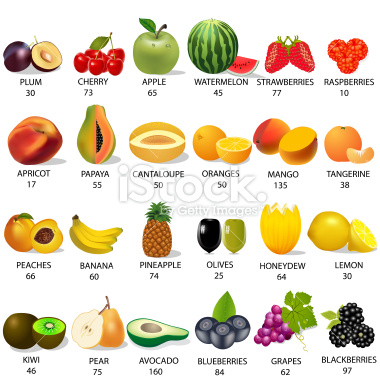 PLUM CHERRY APPLE WATERMELON STRAWBERRIES RASPBERRIES
30 73 65 45 77 10
APRICOT PAPAYA CANTALOUPE ORANGES MANGO TANGERINE
17 55 50 50 135 38
iStock
by Getty Images
PEACHES BANANA PINEAPPLE OLIVES HONEYDEW LEMON
66 60 74 25 64 30
KIWI PEAR AVOCADO BLUEBERRIES GRAPES BLACKBERRIES
46 75 160 84 62 97